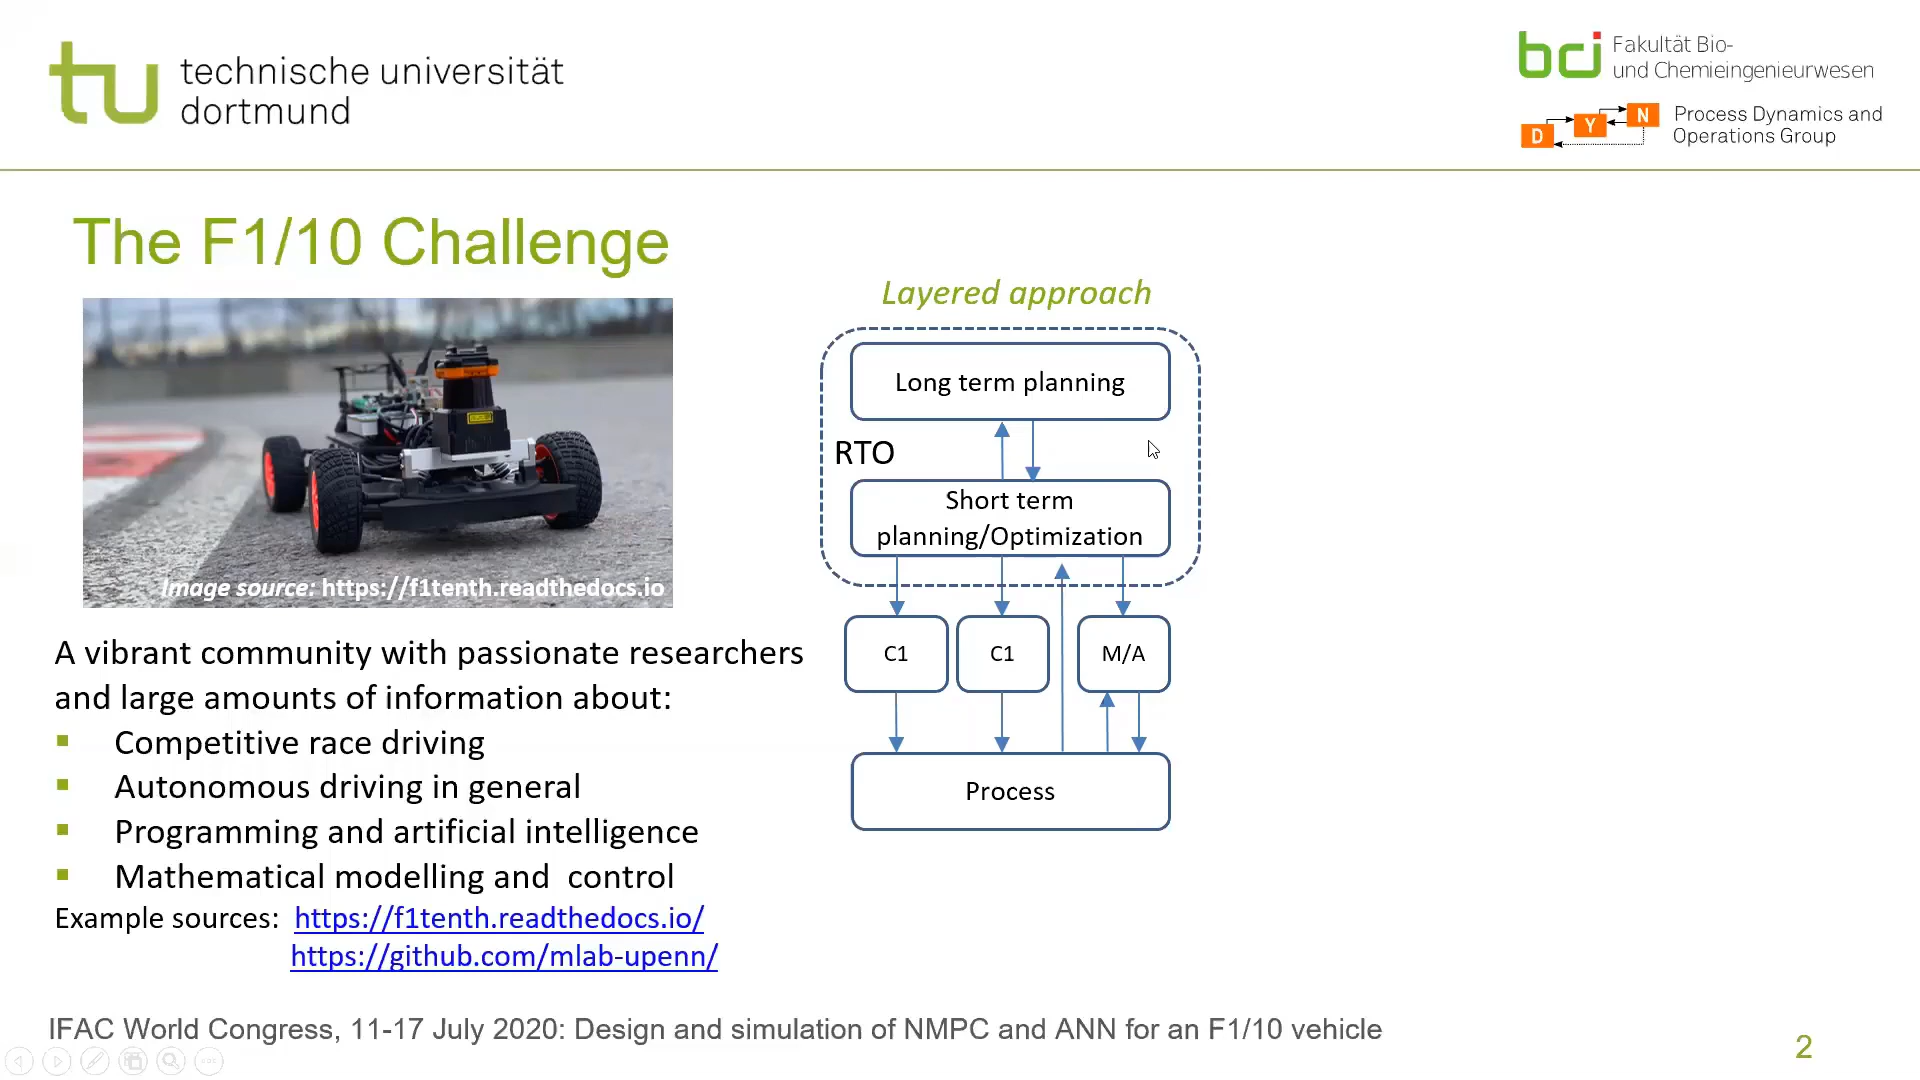 technische universität
dortmund
bci Fakultät Bio-
und Chemieingenieurwesen
D Y N Process Dynamics and
Operations Group
The F1/10 Challenge
Image source: https://f1tenth.readthedocs.io
A vibrant community with passionate researchers
and large amounts of information about:
Competitive race driving
Autonomous driving in general
Programming and artificial intelligence
Mathematical modelling and control
Example sources: https://f1tenth.readthedocs.io/
https://github.com/mlab-upenn/
Layered approach
Long term planning
RTO
Short term
planning/Optimization
C1 C1 M/A
Process
IFAC World Congress, 11-17 July 2020: Design and simulation of NMPC and ANN for an F1/10 vehicle
2